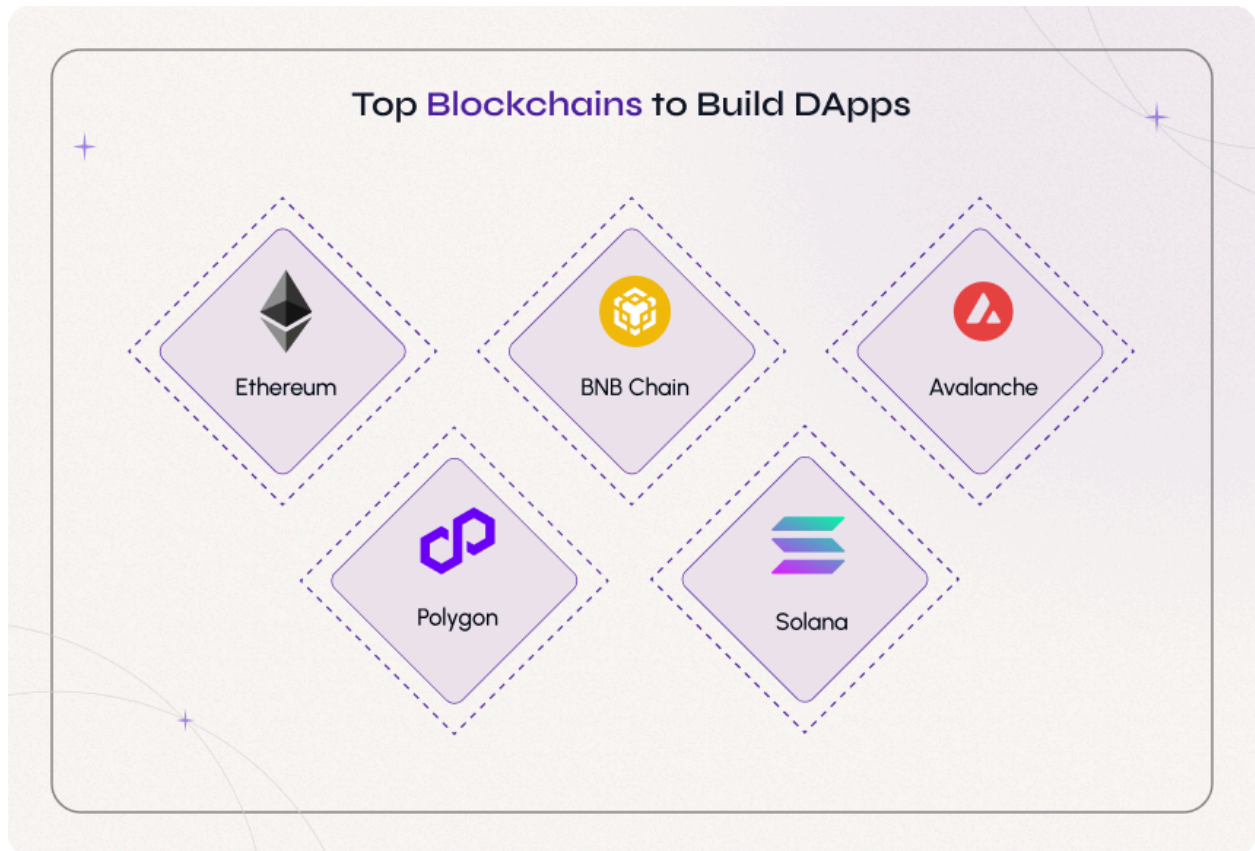 Top Blockchains to Build DApps
Ethereum
BNB Chain
Avalanche
Polygon
Solana